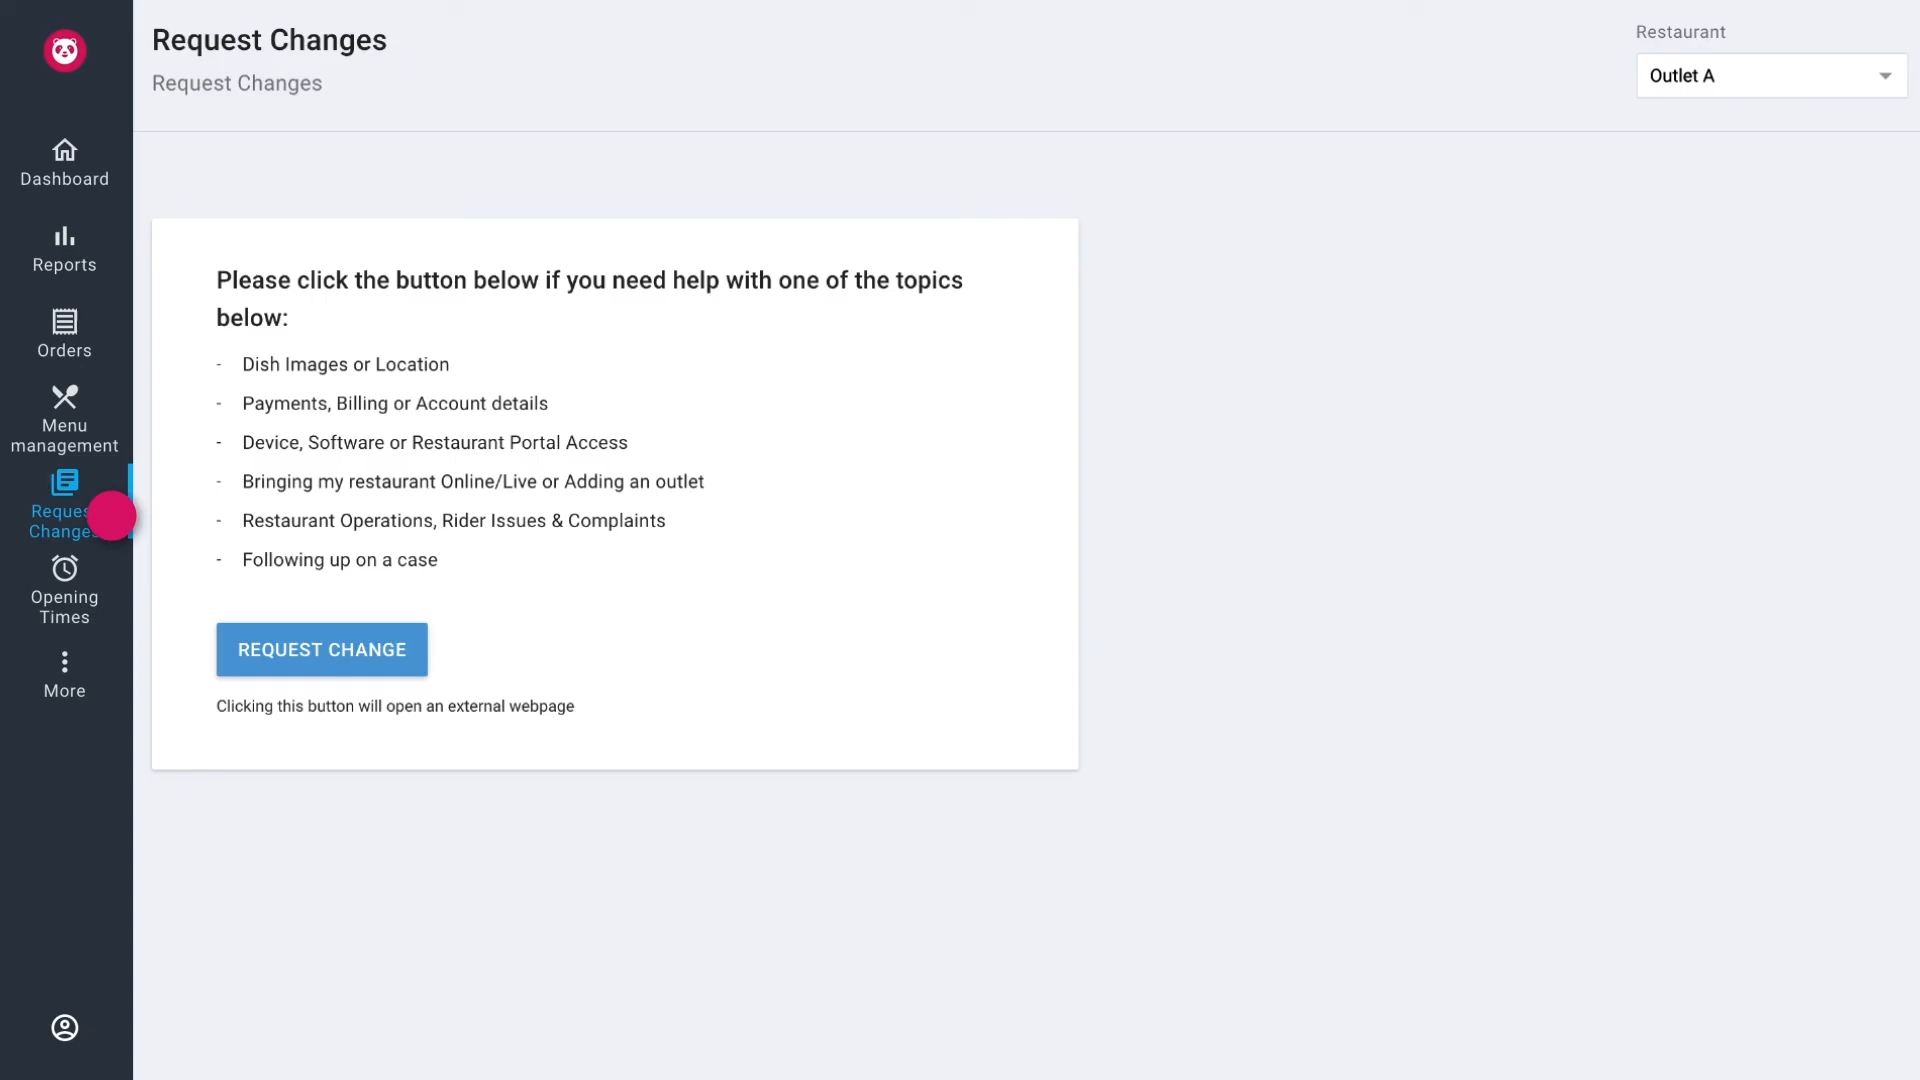 Request Changes
Request Changes
Restaurant
Outlet A
Dashboard
Reports
Orders
Menu
management
Changes
Opening
Times
More
Please click the button below if you need help with one of the topics
below:
- Dish Images or Location
- Payments, Billing or Account details
- Device, Software or Restaurant Portal Access
- Bringing my restaurant Online/Live or Adding an outlet
- Restaurant Operations, Rider Issues & Complaints
- Following up on a case
REQUEST CHANGE
Clicking this button will open an external webpage